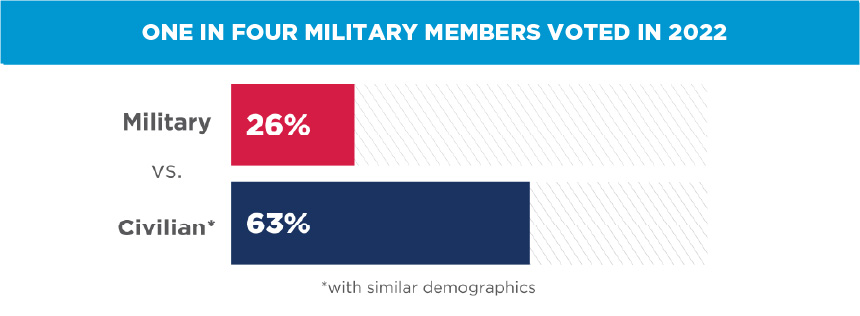 ONE IN FOUR MILITARY MEMBERS VOTED IN 2022
Military
26%
vs.
Civilian*
63%
*with similar demographics